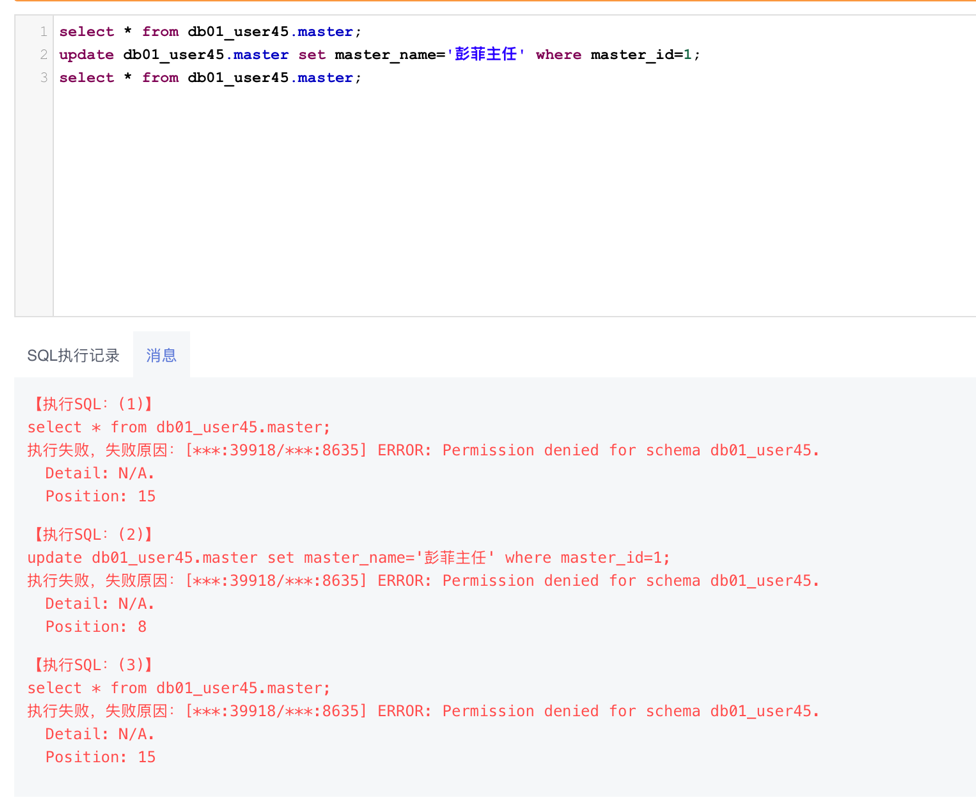 1 select * from db01_user45.master;
2 update db01_user45.master set master_name='彭菲主任' where master_id=1;
3 select * from db01_user45.master;
SQL执行记录 消息
【执行SQL：(1)】
select * from db01_user45.master;
执行失败，失败原因：[***:39918/***:8635] ERROR: Permission denied for schema db01_user45.
Detail: N/A.
Position: 15
【执行SQL：(2)】
update db01_user45.master set master_name='彭菲主任' where master_id=1;
执行失败，失败原因：[***:39918/***:8635] ERROR: Permission denied for schema db01_user45.
Detail: N/A.
Position: 8
【执行SQL：(3)】
select * from db01_user45.master;
执行失败，失败原因：[***:39918/***:8635] ERROR: Permission denied for schema db01_user45.
Detail: N/A.
Position: 15